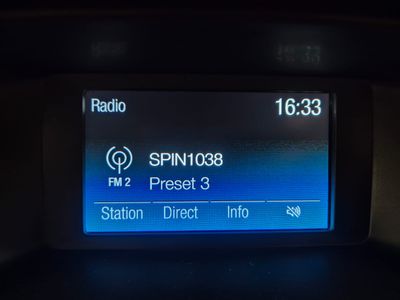 Radio 16:33
SPIN1038
FM 2 Preset 3
Station Direct Info